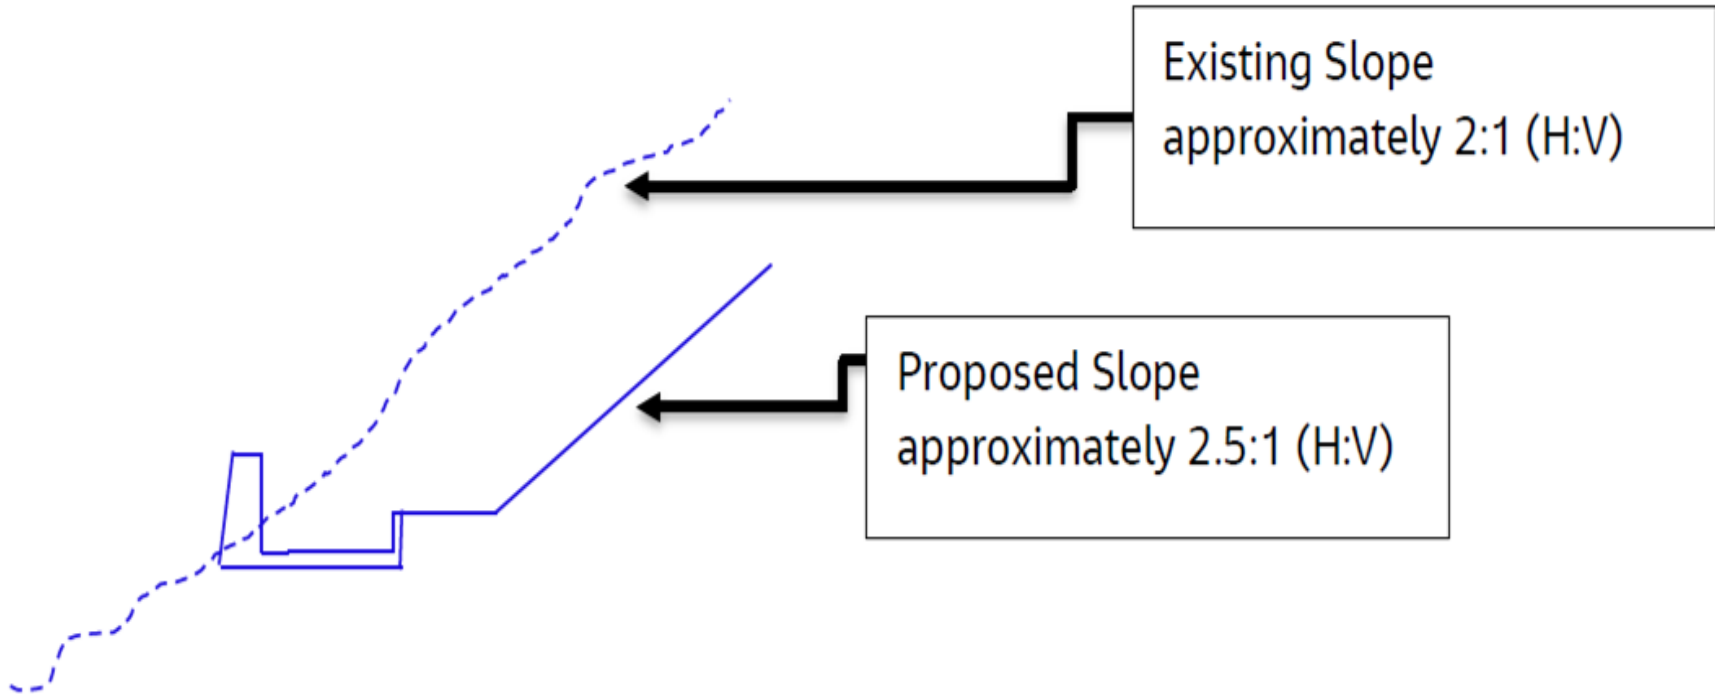 Existing Slope
approximately 2:1 (H:V)
Proposed Slope
approximately 2.5:1 (H:V)